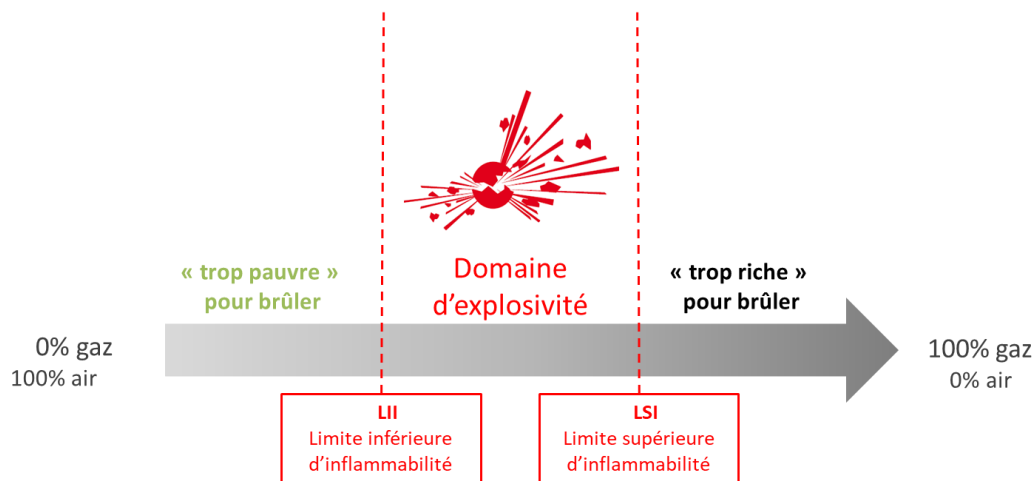 « trop pauvre »
pour brûler
Domaine
d'explosivité
« trop riche »
pour brûler
0% gaz
100% air
100% gaz
0% air
LII
Limite inférieure
d'inflammabilité
LSI
Limite supérieure
d'inflammabilité